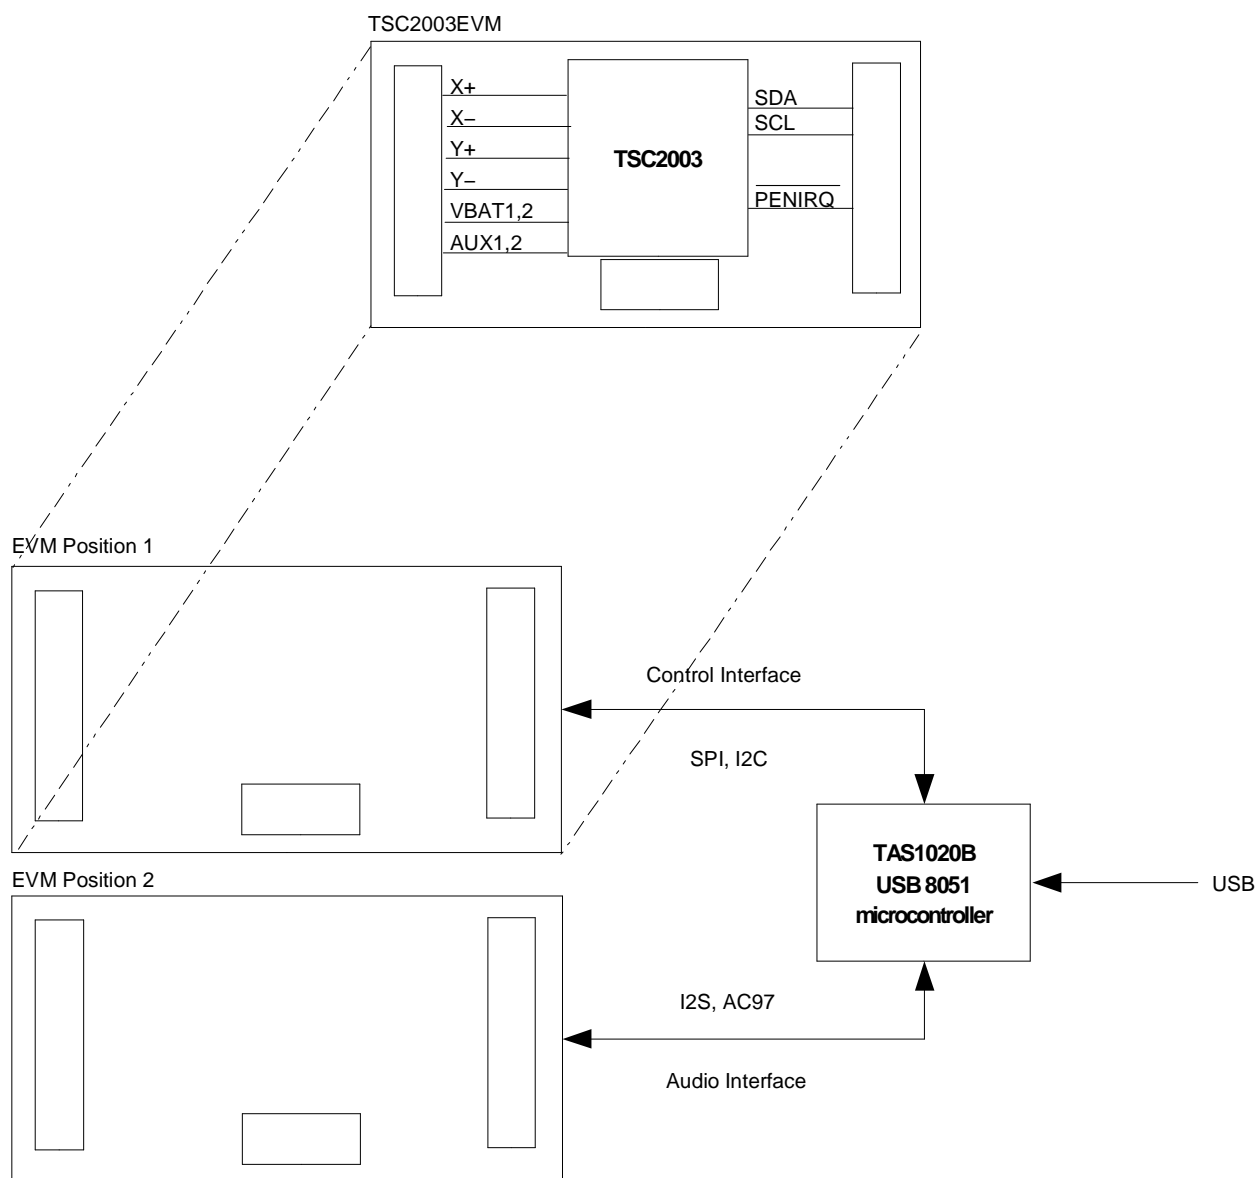 TSC2003EVM
X+
X−
Y+
Y−
VBAT1,2
AUX1,2
TSC2003
SDA
SCL
PENIRQ
EVM Position 1
Control Interface
SPI, I2C
TAS1020B
USB 8051
microcontroller
USB
EVM Position 2
I2S, AC97
Audio Interface